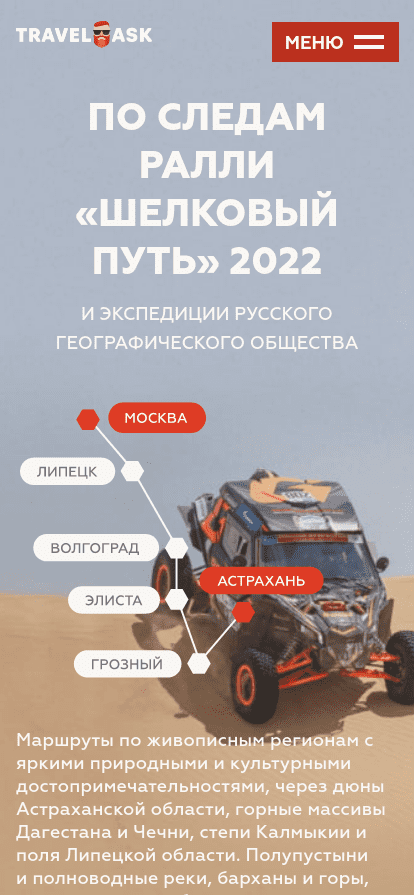 TRAVEL ASK
МЕНЮ
ПО СЛЕДАМ
РАЛЛИ
«ШЕЛКОВЫЙ
ПУТЬ» 2022
И ЭКСПЕДИЦИИ РУССКОГО
ГЕОГРАФИЧЕСКОГО ОБЩЕСТВА
МОСКВА
ЛИПЕЦК
ВОЛГОГРАД
АСТРАХАНЬ
ЭЛИСТА
ГРОЗНЫЙ
Маршруты по живописным регионам с
яркими природными и культурными
достопримечательностями, через дюны
Астраханской области, горные массивы
Дагестана и Чечни, степи Калмыкии и
поля Липецкой области. Полупустыни
и полноводные реки, барханы и горы,